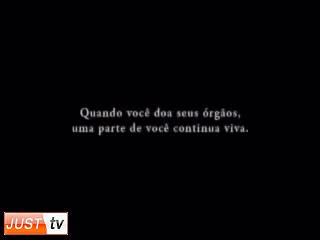 Quando você doa seus órgãos,
uma parte de você continua viva.
JUST tv